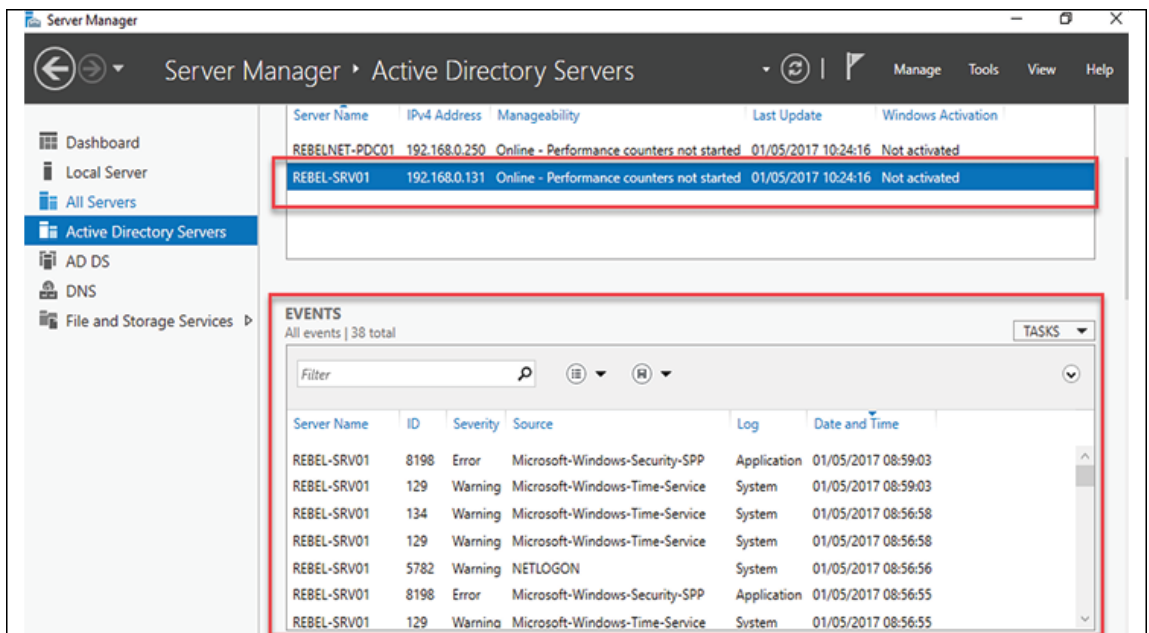 Server Manager
Server Manager • Active Directory Servers
Manage Tools View Help
Dashboard
Local Server
All Servers
Active Directory Servers
AD DS
DNS
File and Storage Services
Server Name IPv4 Address Manageability Last Update Windows Activation
REBELNET-PDC01 192.168.0.250 Online - Performance counters not started 01/05/2017 10:24:16 Not activated
REBEL-SRV01 192.168.0.131 Online - Performance counters not started 01/05/2017 10:24:16 Not activated
EVENTS
All events | 38 total
TASKS
Filter
Server Name ID Severity Source Log Date and Time
REBEL-SRV01 8198 Error Microsoft-Windows-Security-SPP Application 01/05/2017 08:59:03
REBEL-SRV01 129 Warning Microsoft-Windows-Time-Service System 01/05/2017 08:59:03
REBEL-SRV01 134 Warning Microsoft-Windows-Time-Service System 01/05/2017 08:56:58
REBEL-SRV01 129 Warning Microsoft-Windows-Time-Service System 01/05/2017 08:56:58
REBEL-SRV01 5782 Warning NETLOGON System 01/05/2017 08:56:56
REBEL-SRV01 8198 Error Microsoft-Windows-Security-SPP Application 01/05/2017 08:56:55
REBEL-SRV01 129 Warning Microsoft-Windows-Time-Service System 01/05/2017 08:56:55